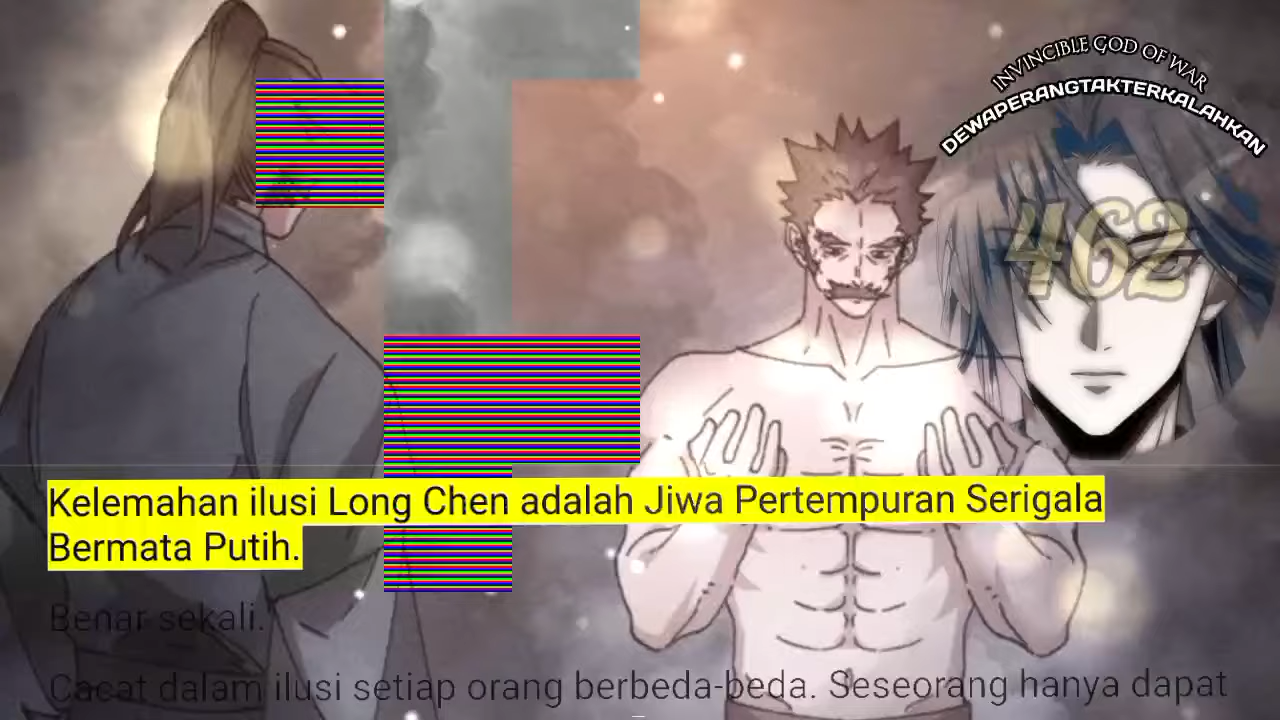 INVINCIBLE GOD OF WAR
DEWAPERANGTAKTERKALAHKAN
462
Kelemahan ilusi Long Chen adalah Jiwa Pertempuran Serigala
Bermata Putih.
Benar sekali.
Cacat dalam ilusi setiap orang berbeda-beda. Seseorang hanya dapat